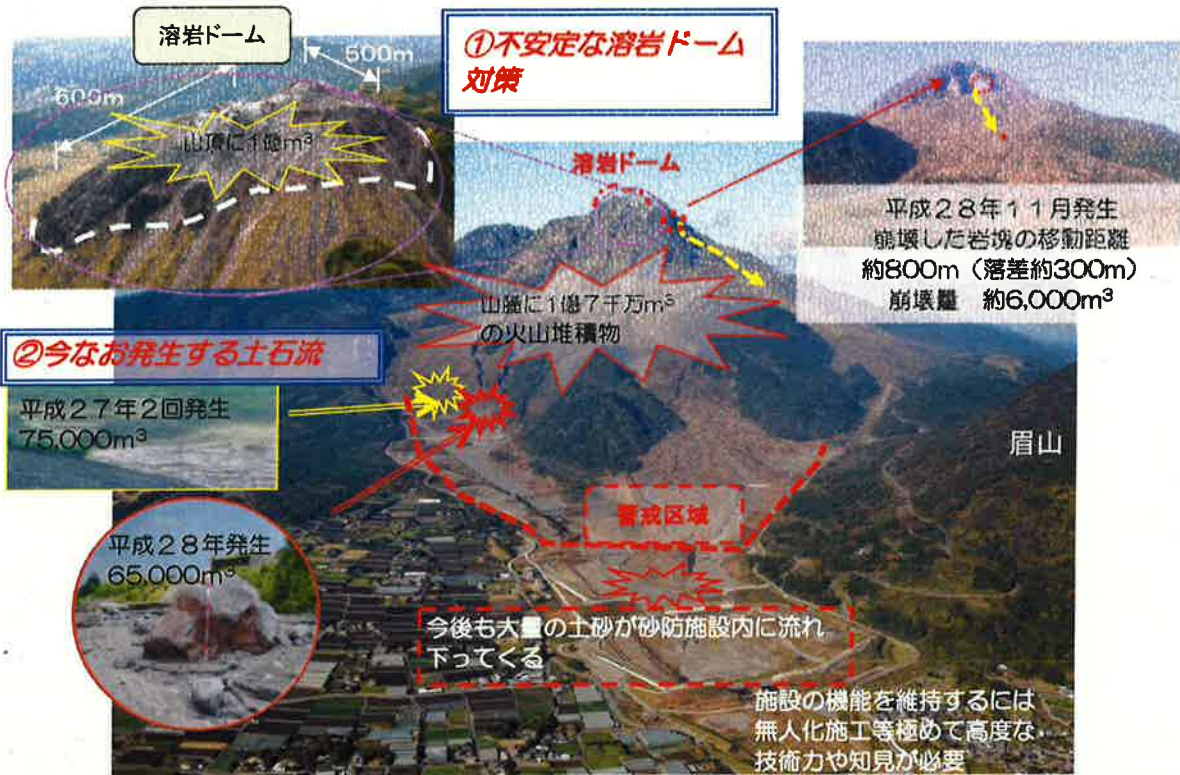 溶岩ドーム
500m
600m
山頂に1億m³
①不安定な溶岩ドーム
対策
溶岩ドーム
平成28年11月発生
崩壊した岩塊の移動距離
約800m(落差約300m)
崩壊量 約6,000m³
山麓に1億7千万m³
の火山堆積物
②今なお発生する土石流
平成27年2回発生
75,000m³
眉山
警戒区域
平成28年発生
65,000m³
今後も大量の土砂が砂防施設内に流れ
下ってくる
施設の機能を維持するには
無人化施工等極めて高度な
技術力や知見が必要